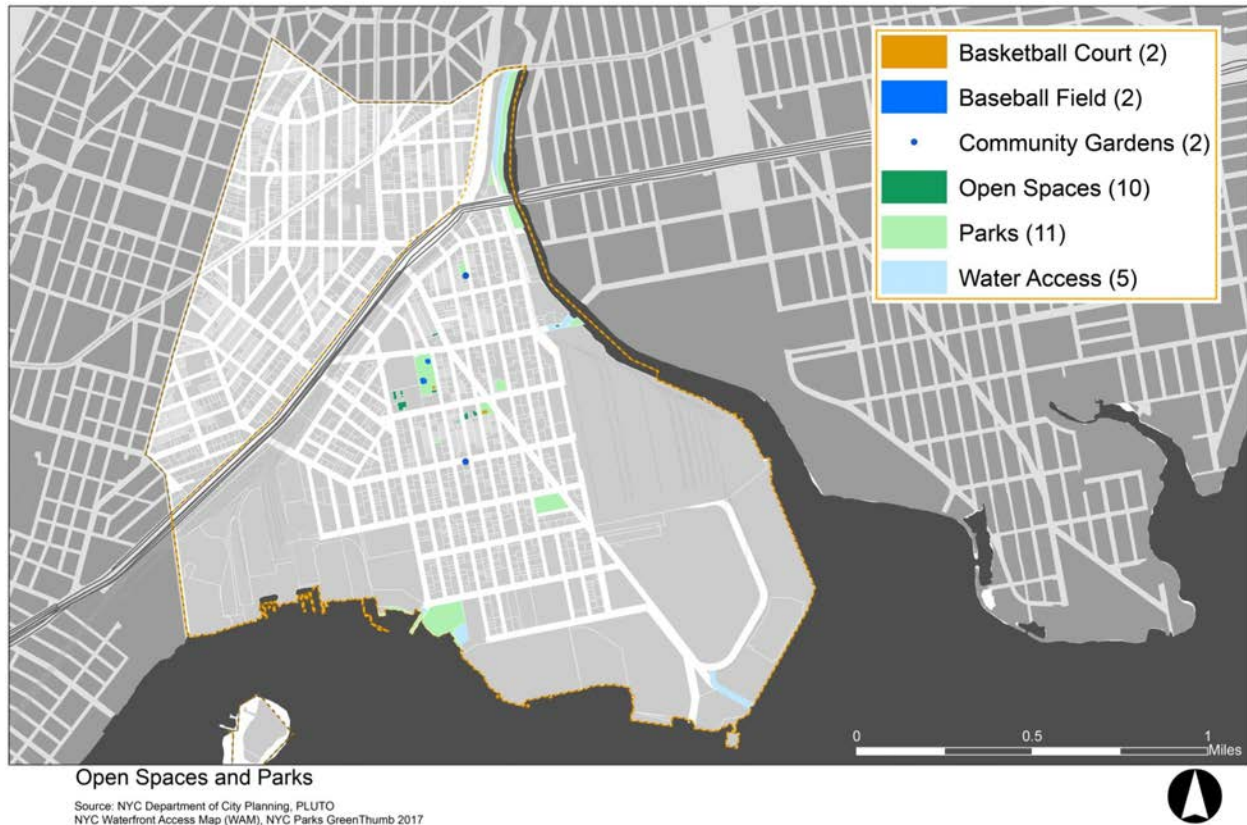 Basketball Court (2)
Baseball Field (2)
Community Gardens (2)
Open Spaces (10)
Parks (11)
Water Access (5)
0 0.5 1
Miles
Open Spaces and Parks
Source: NYC Department of City Planning, PLUTO
NYC Waterfront Access Map (WAM), NYC Parks GreenThumb 2017